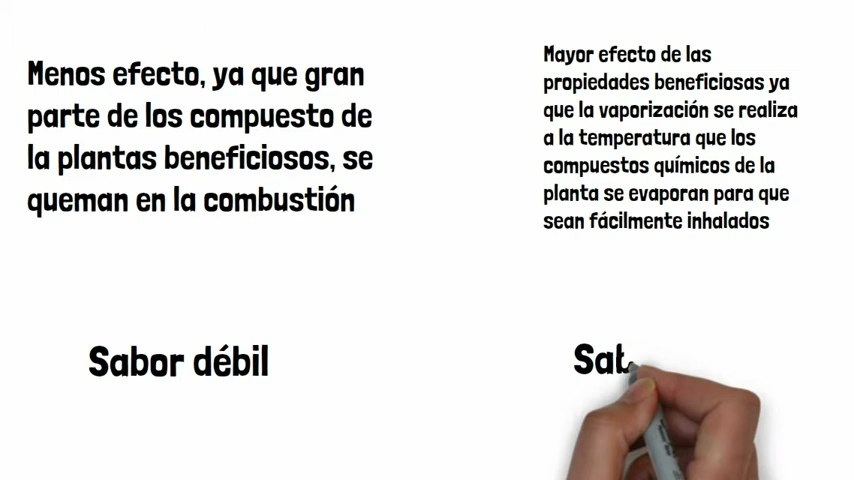 Menos efecto, ya que gran
parte de los compuesto de
la plantas beneficiosos, se
queman en la combustión
Mayor efecto de las
propiedades beneficiosas ya
que la vaporización se realiza
a la temperatura que los
compuestos químicos de la
planta se evaporan para que
sean fácilmente inhalados
Sabor débil